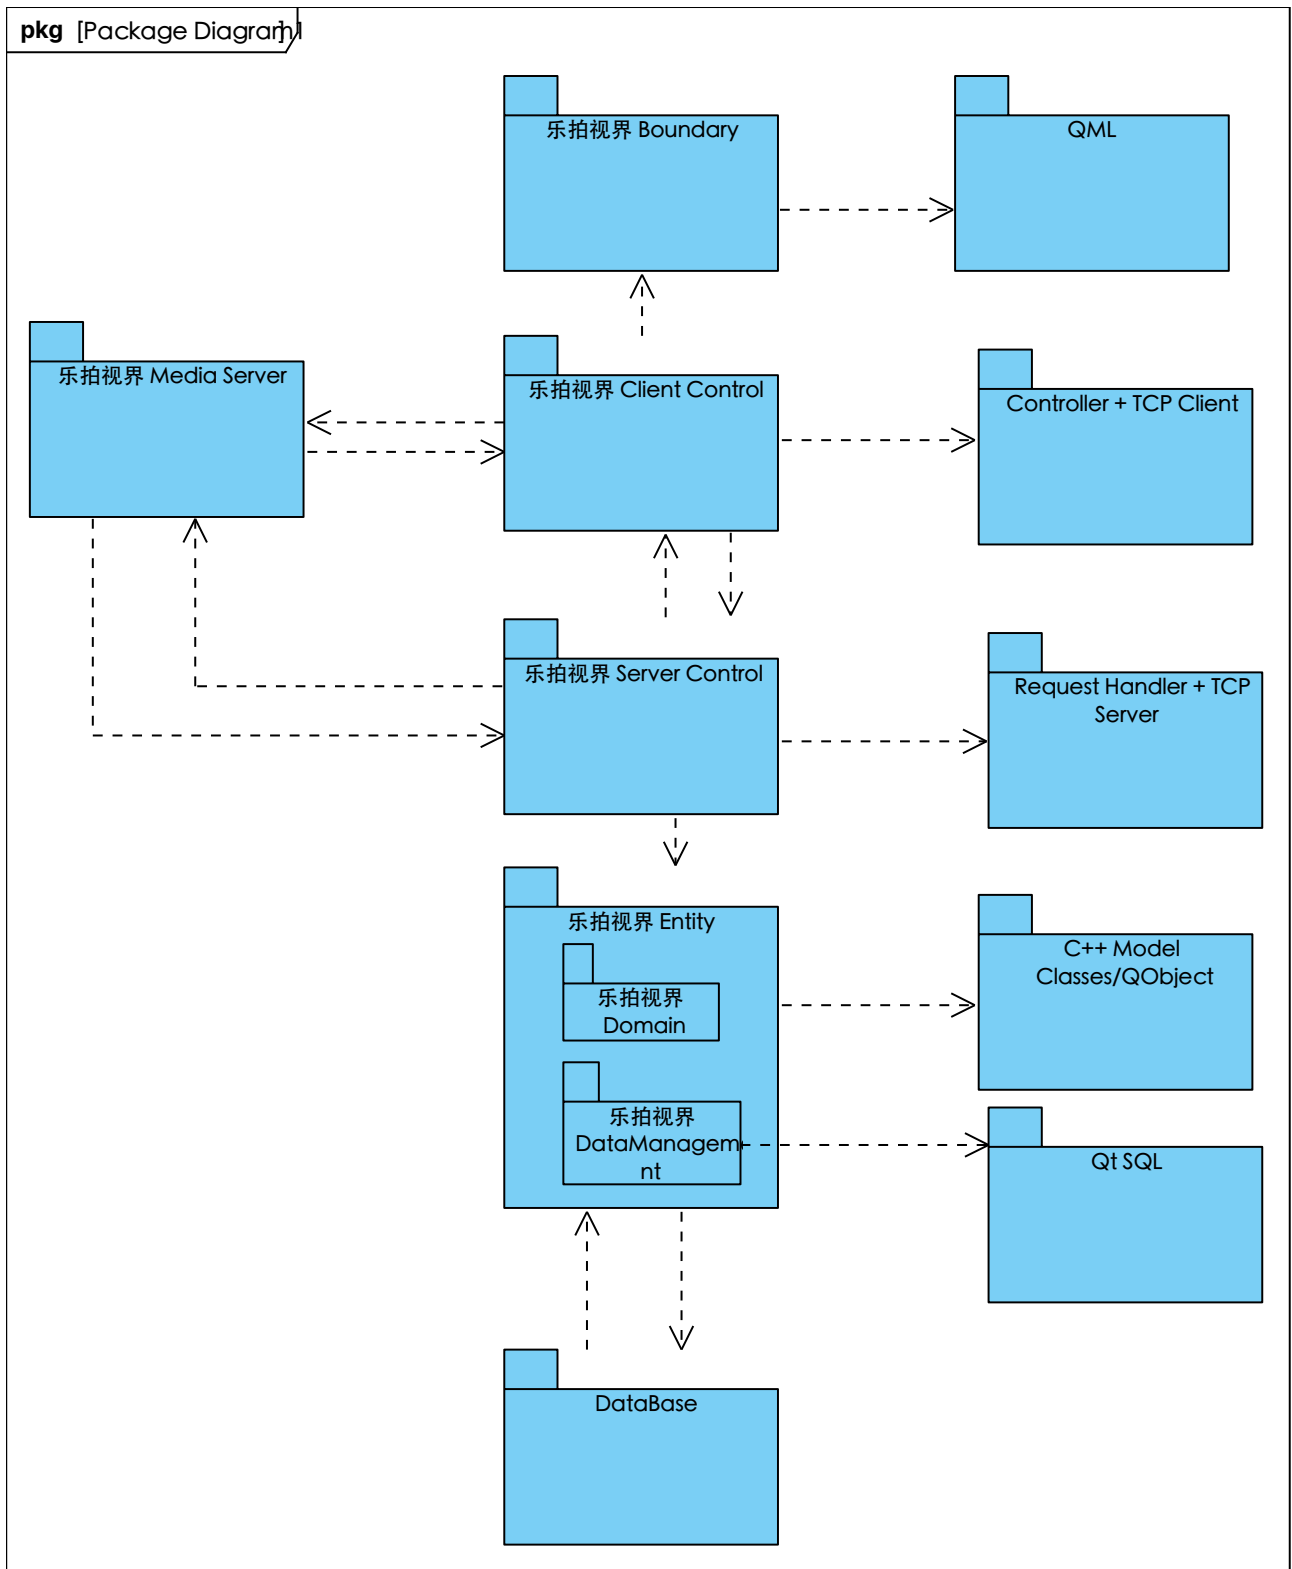 pkg [Package Diagram1]
乐拍视界 Boundary
QML
乐拍视界 Media Server
乐拍视界 Client Control
Controller + TCP Client
乐拍视界 Server Control
Request Handler + TCP
Server
乐拍视界 Entity
乐拍视界
Domain
C++ Model
Classes/QObject
乐拍视界
DataManagem
nt
Qt SQL
DataBase